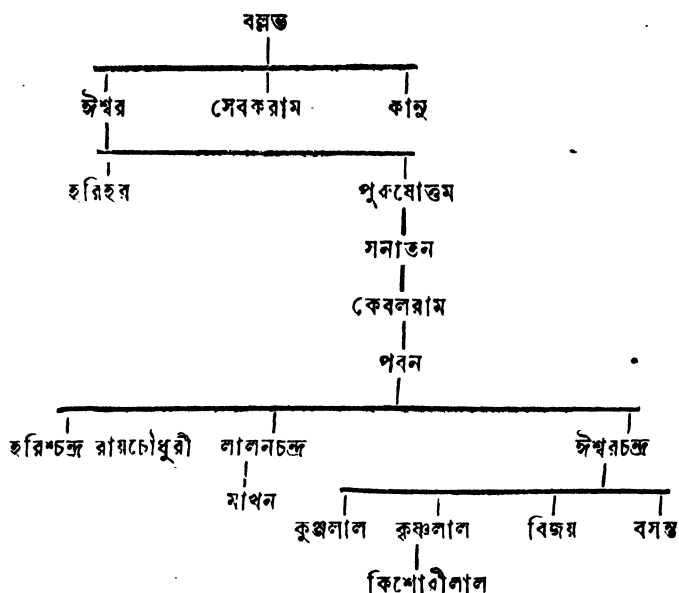 বল্লভ
ঈশ্বর সেবকরাম কানু
হরিহর পুরুষোত্তম
সনাতন
কেবলরাম
পবন
হরিশ্চন্দ্র রায়চৌধুরী লালনচন্দ্র ঈশ্বরচন্দ্র
মাখন
কুঞ্জলাল কৃষ্ণলাল বিজয় বসন্ত
কিশোরীলাল